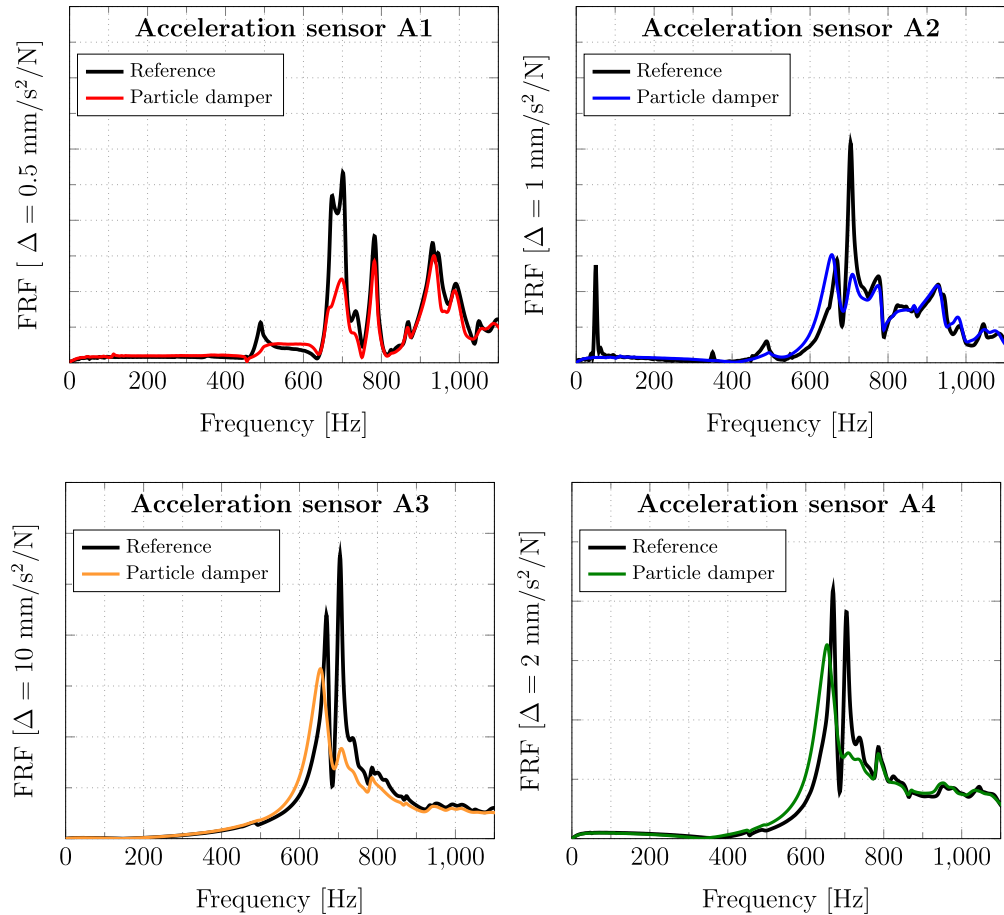 Acceleration sensor A1
Reference
Particle damper
FRF [ Δ = 0.5 mm/s²/N]
0 200 400 600 800 1,000
Frequency [Hz]
Acceleration sensor A2
Reference
Particle damper
FRF [Δ = 1 mm/s²/N]
0 200 400 600 800 1,000
Frequency [Hz]
Acceleration sensor A3
Reference
Particle damper
FRF [Δ = 10 mm/s²/N]
0 200 400 600 800 1,000
Frequency [Hz]
Acceleration sensor A4
Reference
Particle damper
FRF [Δ = 2 mm/s²/N]
0 200 400 600 800 1,000
Frequency [Hz]